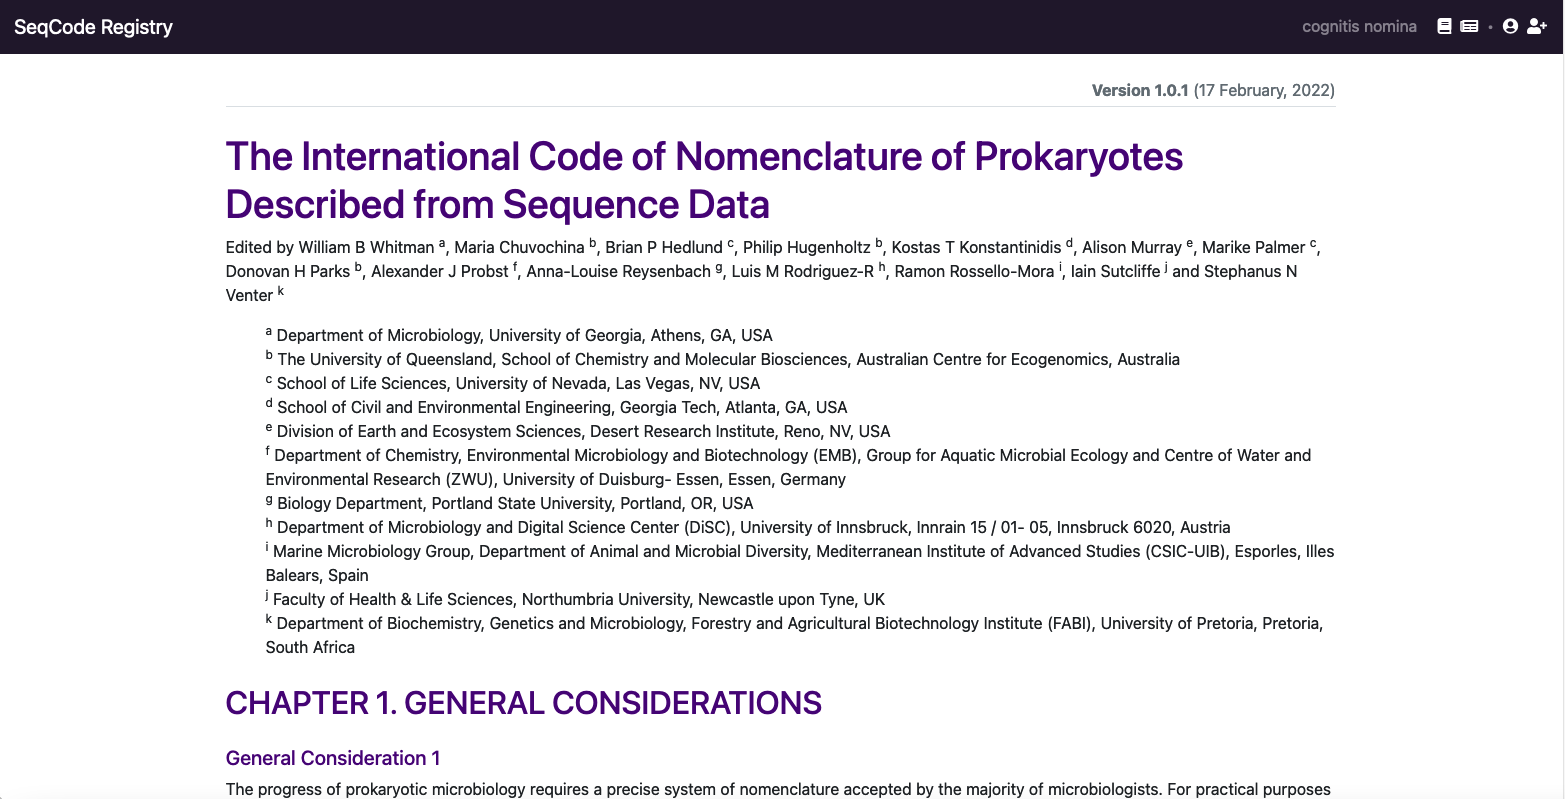 SeqCode Registry
cognitis nomina
Version 1.0.1 (17 February, 2022)
The International Code of Nomenclature of Prokaryotes
Described from Sequence Data
Edited by William B Whitman a, Maria Chuvochina b, Brian P Hedlund c, Philip Hugenholtz b, Kostas T Konstantinidis d, Alison Murray e, Marike Palmer c,
Donovan H Parks b, Alexander J Probst f, Anna-Louise Reysenbach g, Luis M Rodriguez-R h, Ramon Rossello-Mora i, Iain Sutcliffe j and Stephanus N
Venter k
a Department of Microbiology, University of Georgia, Athens, GA, USA
b The University of Queensland, School of Chemistry and Molecular Biosciences, Australian Centre for Ecogenomics, Australia
c School of Life Sciences, University of Nevada, Las Vegas, NV, USA
d School of Civil and Environmental Engineering, Georgia Tech, Atlanta, GA, USA
e Division of Earth and Ecosystem Sciences, Desert Research Institute, Reno, NV, USA
f Department of Chemistry, Environmental Microbiology and Biotechnology (EMB), Group for Aquatic Microbial Ecology and Centre of Water and
Environmental Research (ZWU), University of Duisburg- Essen, Essen, Germany
g Biology Department, Portland State University, Portland, OR, USA
h Department of Microbiology and Digital Science Center (DiSC), University of Innsbruck, Innrain 15 / 01- 05, Innsbruck 6020, Austria
i Marine Microbiology Group, Department of Animal and Microbial Diversity, Mediterranean Institute of Advanced Studies (CSIC-UIB), Esporles, Illes
Balears, Spain
j Faculty of Health & Life Sciences, Northumbria University, Newcastle upon Tyne, UK
k Department of Biochemistry, Genetics and Microbiology, Forestry and Agricultural Biotechnology Institute (FABI), University of Pretoria, Pretoria,
South Africa
CHAPTER 1. GENERAL CONSIDERATIONS
General Consideration 1
The progress of prokaryotic microbiology requires a precise system of nomenclature accepted by the majority of microbiologists. For practical purposes